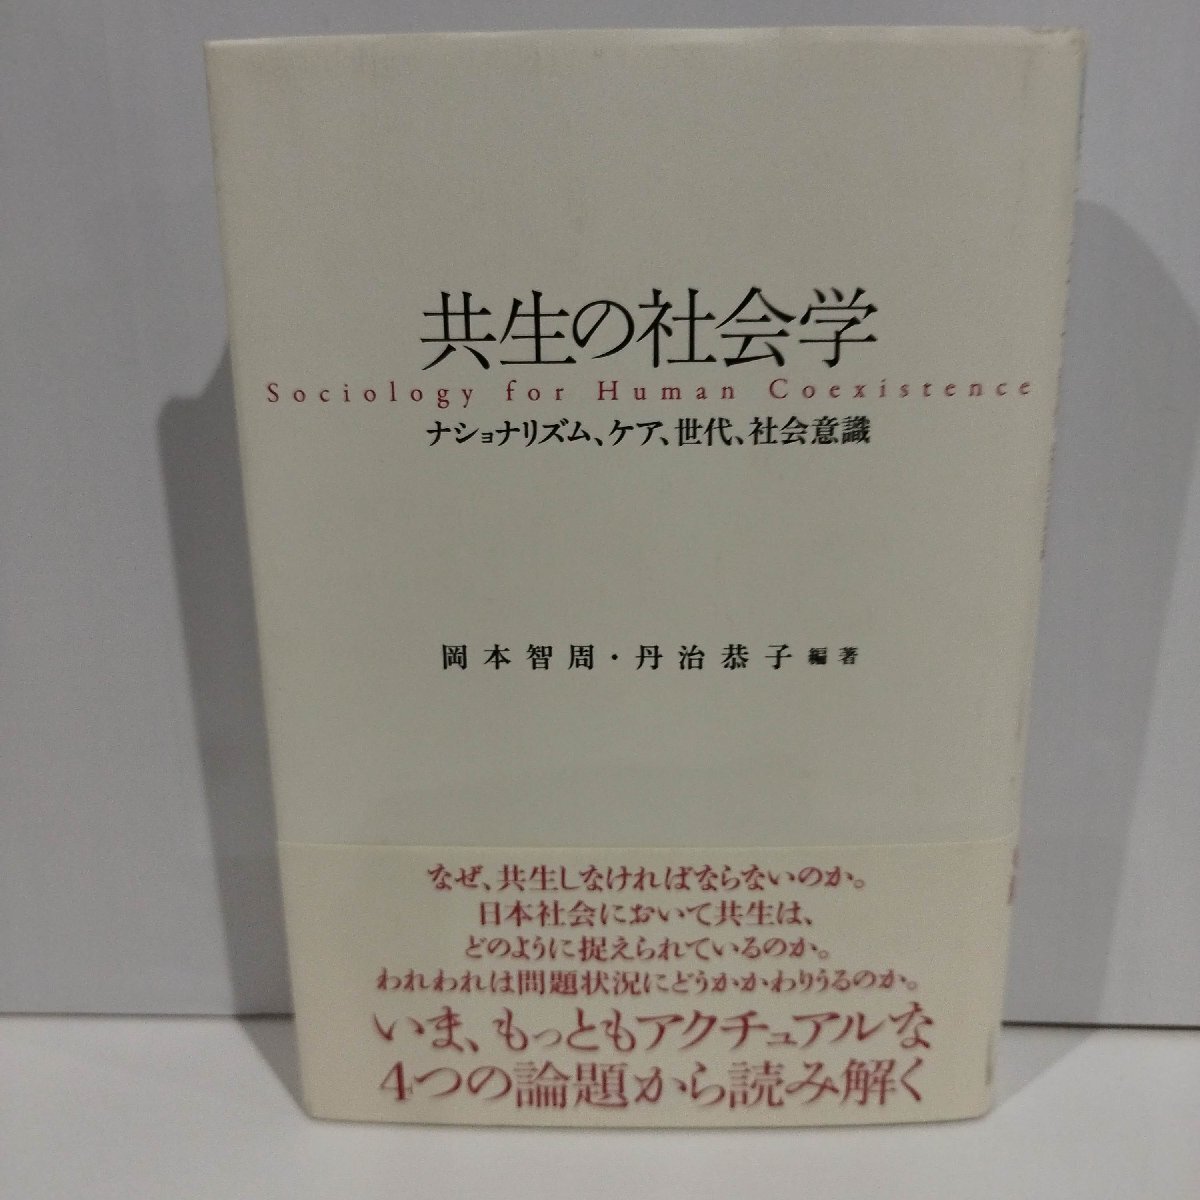 共生の社会学
Sociology for Human Coexistence
ナショナリズム、ケア、世代、社会意識
岡本智周・丹治恭子 編著
なぜ、共生しなければならないのか。
日本社会において共生は、
どのように捉えられているのか。
われわれは問題状況にどうかかわりうるのか。
いま、もっともアクチュアルな
4つの論題から読み解く